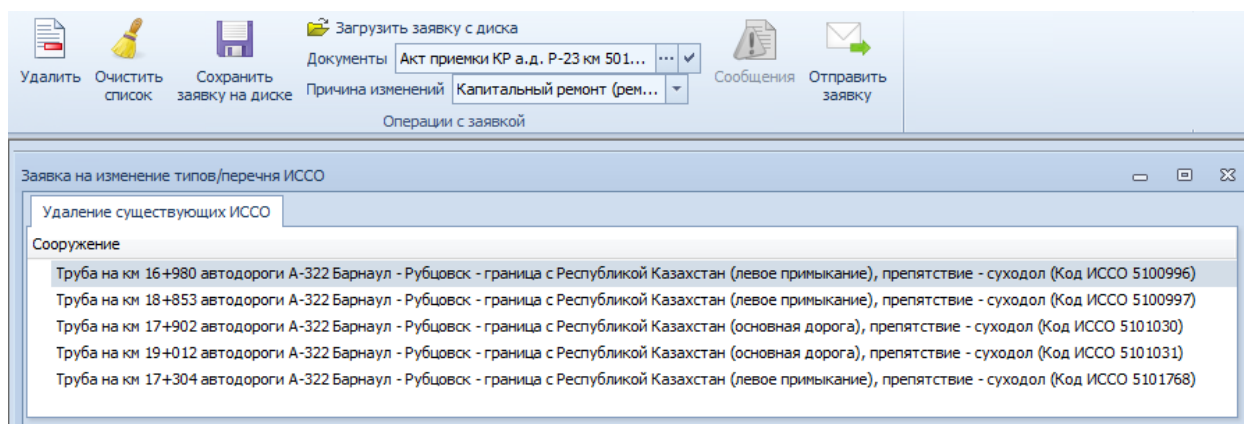 Загрузить заявку с диска
Документы Акт приемки КР а.д. Р-23 км 501... ...
Причина изменений Капитальный ремонт (рем...
Удалить
Очистить
список
Сохранить
заявку на диске
Сообщения
Отправить
заявку
Операции с заявкой
Заявка на изменение типов/перечня ИССО
Удаление существующих ИССО
Сооружение
Труба на км 16+980 автодороги А-322 Барнаул - Рубцовск - граница с Республикой Казахстан (левое примыкание), препятствие - суходол (Код ИССО 5100996)
Труба на км 18+853 автодороги А-322 Барнаул - Рубцовск - граница с Республикой Казахстан (левое примыкание), препятствие - суходол (Код ИССО 5100997)
Труба на км 17+902 автодороги А-322 Барнаул - Рубцовск - граница с Республикой Казахстан (основная дорога), препятствие - суходол (Код ИССО 5101030)
Труба на км 19+012 автодороги А-322 Барнаул - Рубцовск - граница с Республикой Казахстан (основная дорога), препятствие - суходол (Код ИССО 5101031)
Труба на км 17+304 автодороги А-322 Барнаул - Рубцовск - граница с Республикой Казахстан (левое примыкание), препятствие - суходол (Код ИССО 5101768)